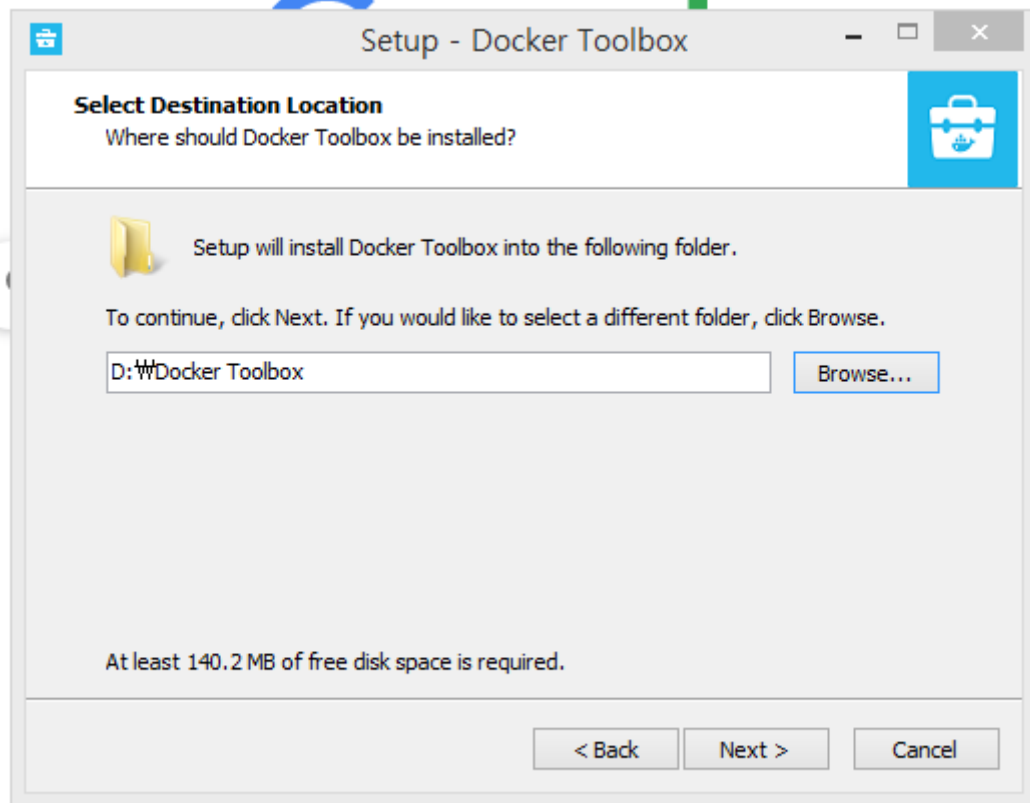 Setup - Docker Toolbox
Select Destination Location
Where should Docker Toolbox be installed?
Setup will install Docker Toolbox into the following folder.
To continue, click Next. If you would like to select a different folder, click Browse.
D:₩Docker Toolbox
Browse...
At least 140.2 MB of free disk space is required.
< Back
Next >
Cancel